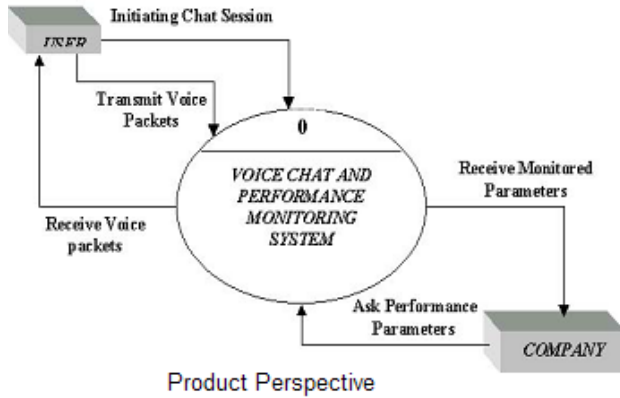 Initiating Chat Session
USER
Transmit Voice
Packets
0
VOICE CHAT AND
PERFORMANCE
MONITORING
SYSTEM
Receive Monitored
Parameters
Receive Voice
packets
Ask Performance
Parameters
COMPANY
Product Perspective